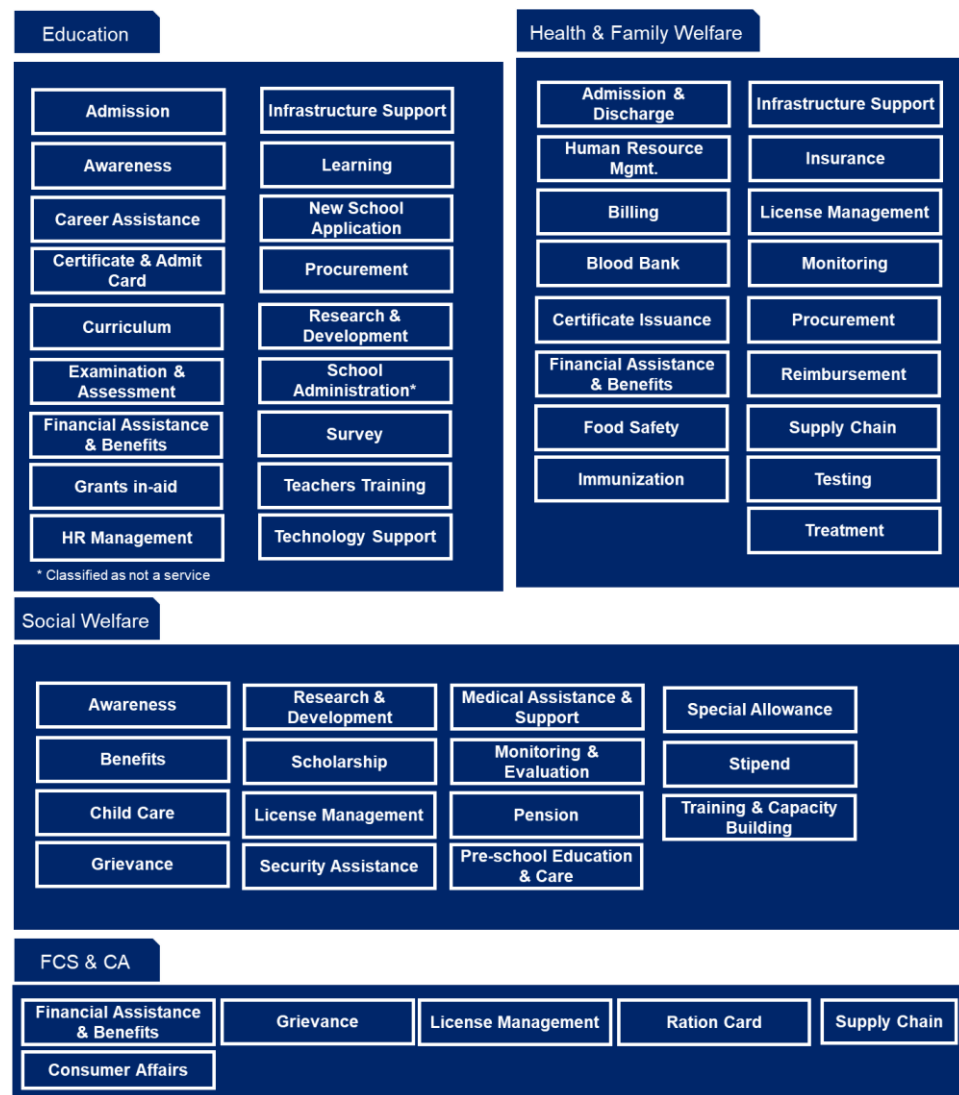 Education
Admission
Awareness
Career Assistance
Certificate & Admit
Card
Curriculum
Examination &
Assessment
Financial Assistance
& Benefits
Grants in-aid
HR Management
Infrastructure Support
Learning
New School
Application
Procurement
Research &
Development
School
Administration*
Survey
Teachers Training
Technology Support
* Classified as not a service
Health & Family Welfare
Admission &
Discharge
Human Resource
Mgmt.
Billing
Blood Bank
Certificate Issuance
Financial Assistance
& Benefits
Food Safety
Immunization
Infrastructure Support
Insurance
License Management
Monitoring
Procurement
Reimbursement
Supply Chain
Testing
Treatment
Social Welfare
Awareness
Benefits
Child Care
Grievance
Research &
Development
Scholarship
License Management
Security Assistance
Medical Assistance &
Support
Monitoring &
Evaluation
Pension
Pre-school Education
& Care
Special Allowance
Stipend
Training & Capacity
Building
FCS & CA
Financial Assistance
& Benefits
Grievance
License Management
Ration Card
Supply Chain
Consumer Affairs